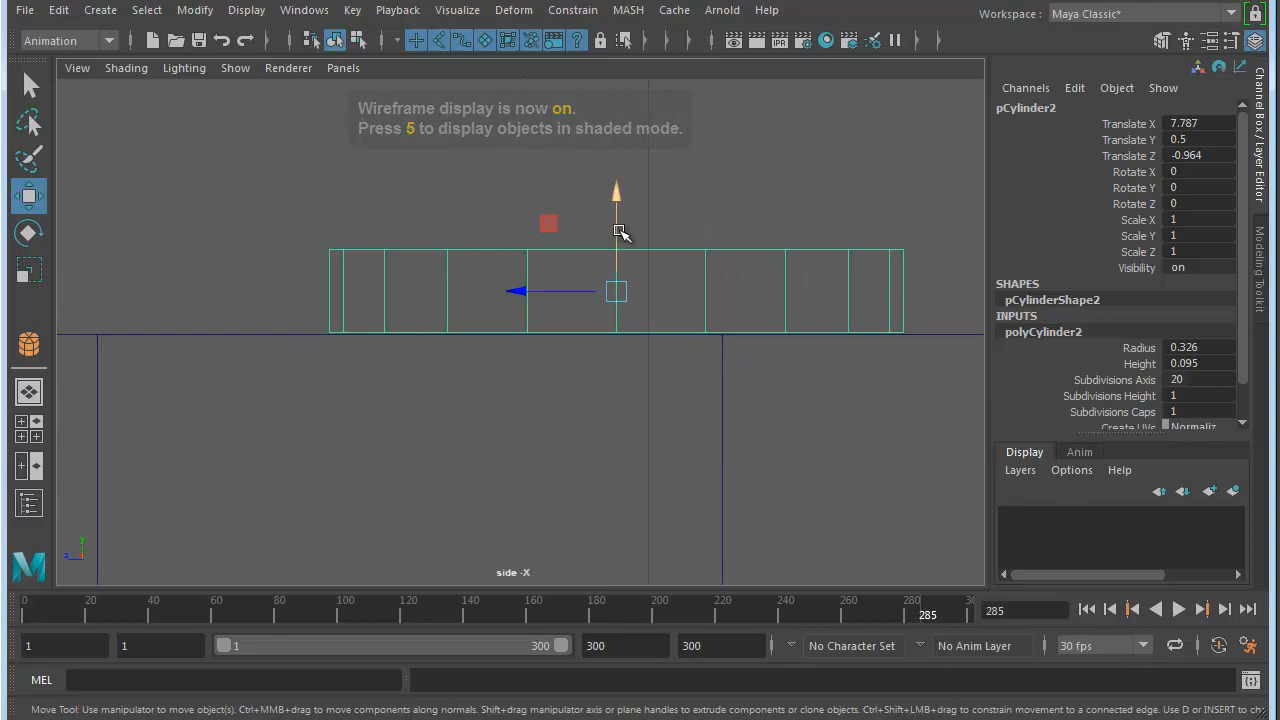 File Edit Create Select Modify Display Windows Key Playback Visualize Deform Constrain MASH Cache Arnold Help
Workspace : Maya Classic*
Animation
IPR
View Shading Lighting Show Renderer Panels
Wireframe display is now on.
Press 5 to display objects in shaded mode.
Channels Edit Object Show
pCylinder2
Translate X 7.787
Translate Y 0.5
Translate Z -0.964
Rotate X 0
Rotate Y 0
Rotate Z 0
Scale X 1
Scale Y 1
Scale Z 1
Visibility on
SHAPES
pCylinderShape2
INPUTS
polyCylinder2
Radius 0.326
Height 0.095
Subdivisions Axis 20
Subdivisions Height 1
Subdivisions Caps 1
Create UVs Normaliz
Channel Box / Layer Editor
Modeling Toolkit
Display Anim
Layers Options Help
y
z
side -X
0 20 40 60 80 100 120 140 160 180 200 220 240 260 280
285
285
1 1 1 300 300 300 No Character Set No Anim Layer 30 fps
MEL
Move Tool: Use manipulator to move object(s). Ctrl+MMB+drag to move components along normals. Shift+drag manipulator axis or plane handles to extrude components or clone objects. Ctrl+Shift+LMB+drag to constrain movement to a connected edge. Use D or INSERT to